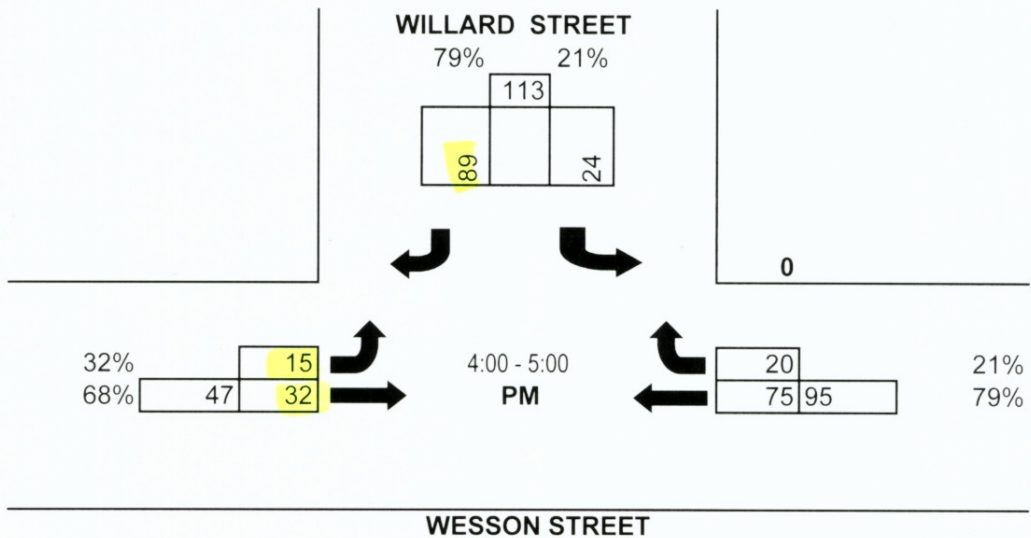 WILLARD STREET
79% 21%
113
89 24
0
32% 15 4:00 - 5:00 20 21%
68% 47 32 PM 75 95 79%
WESSON STREET